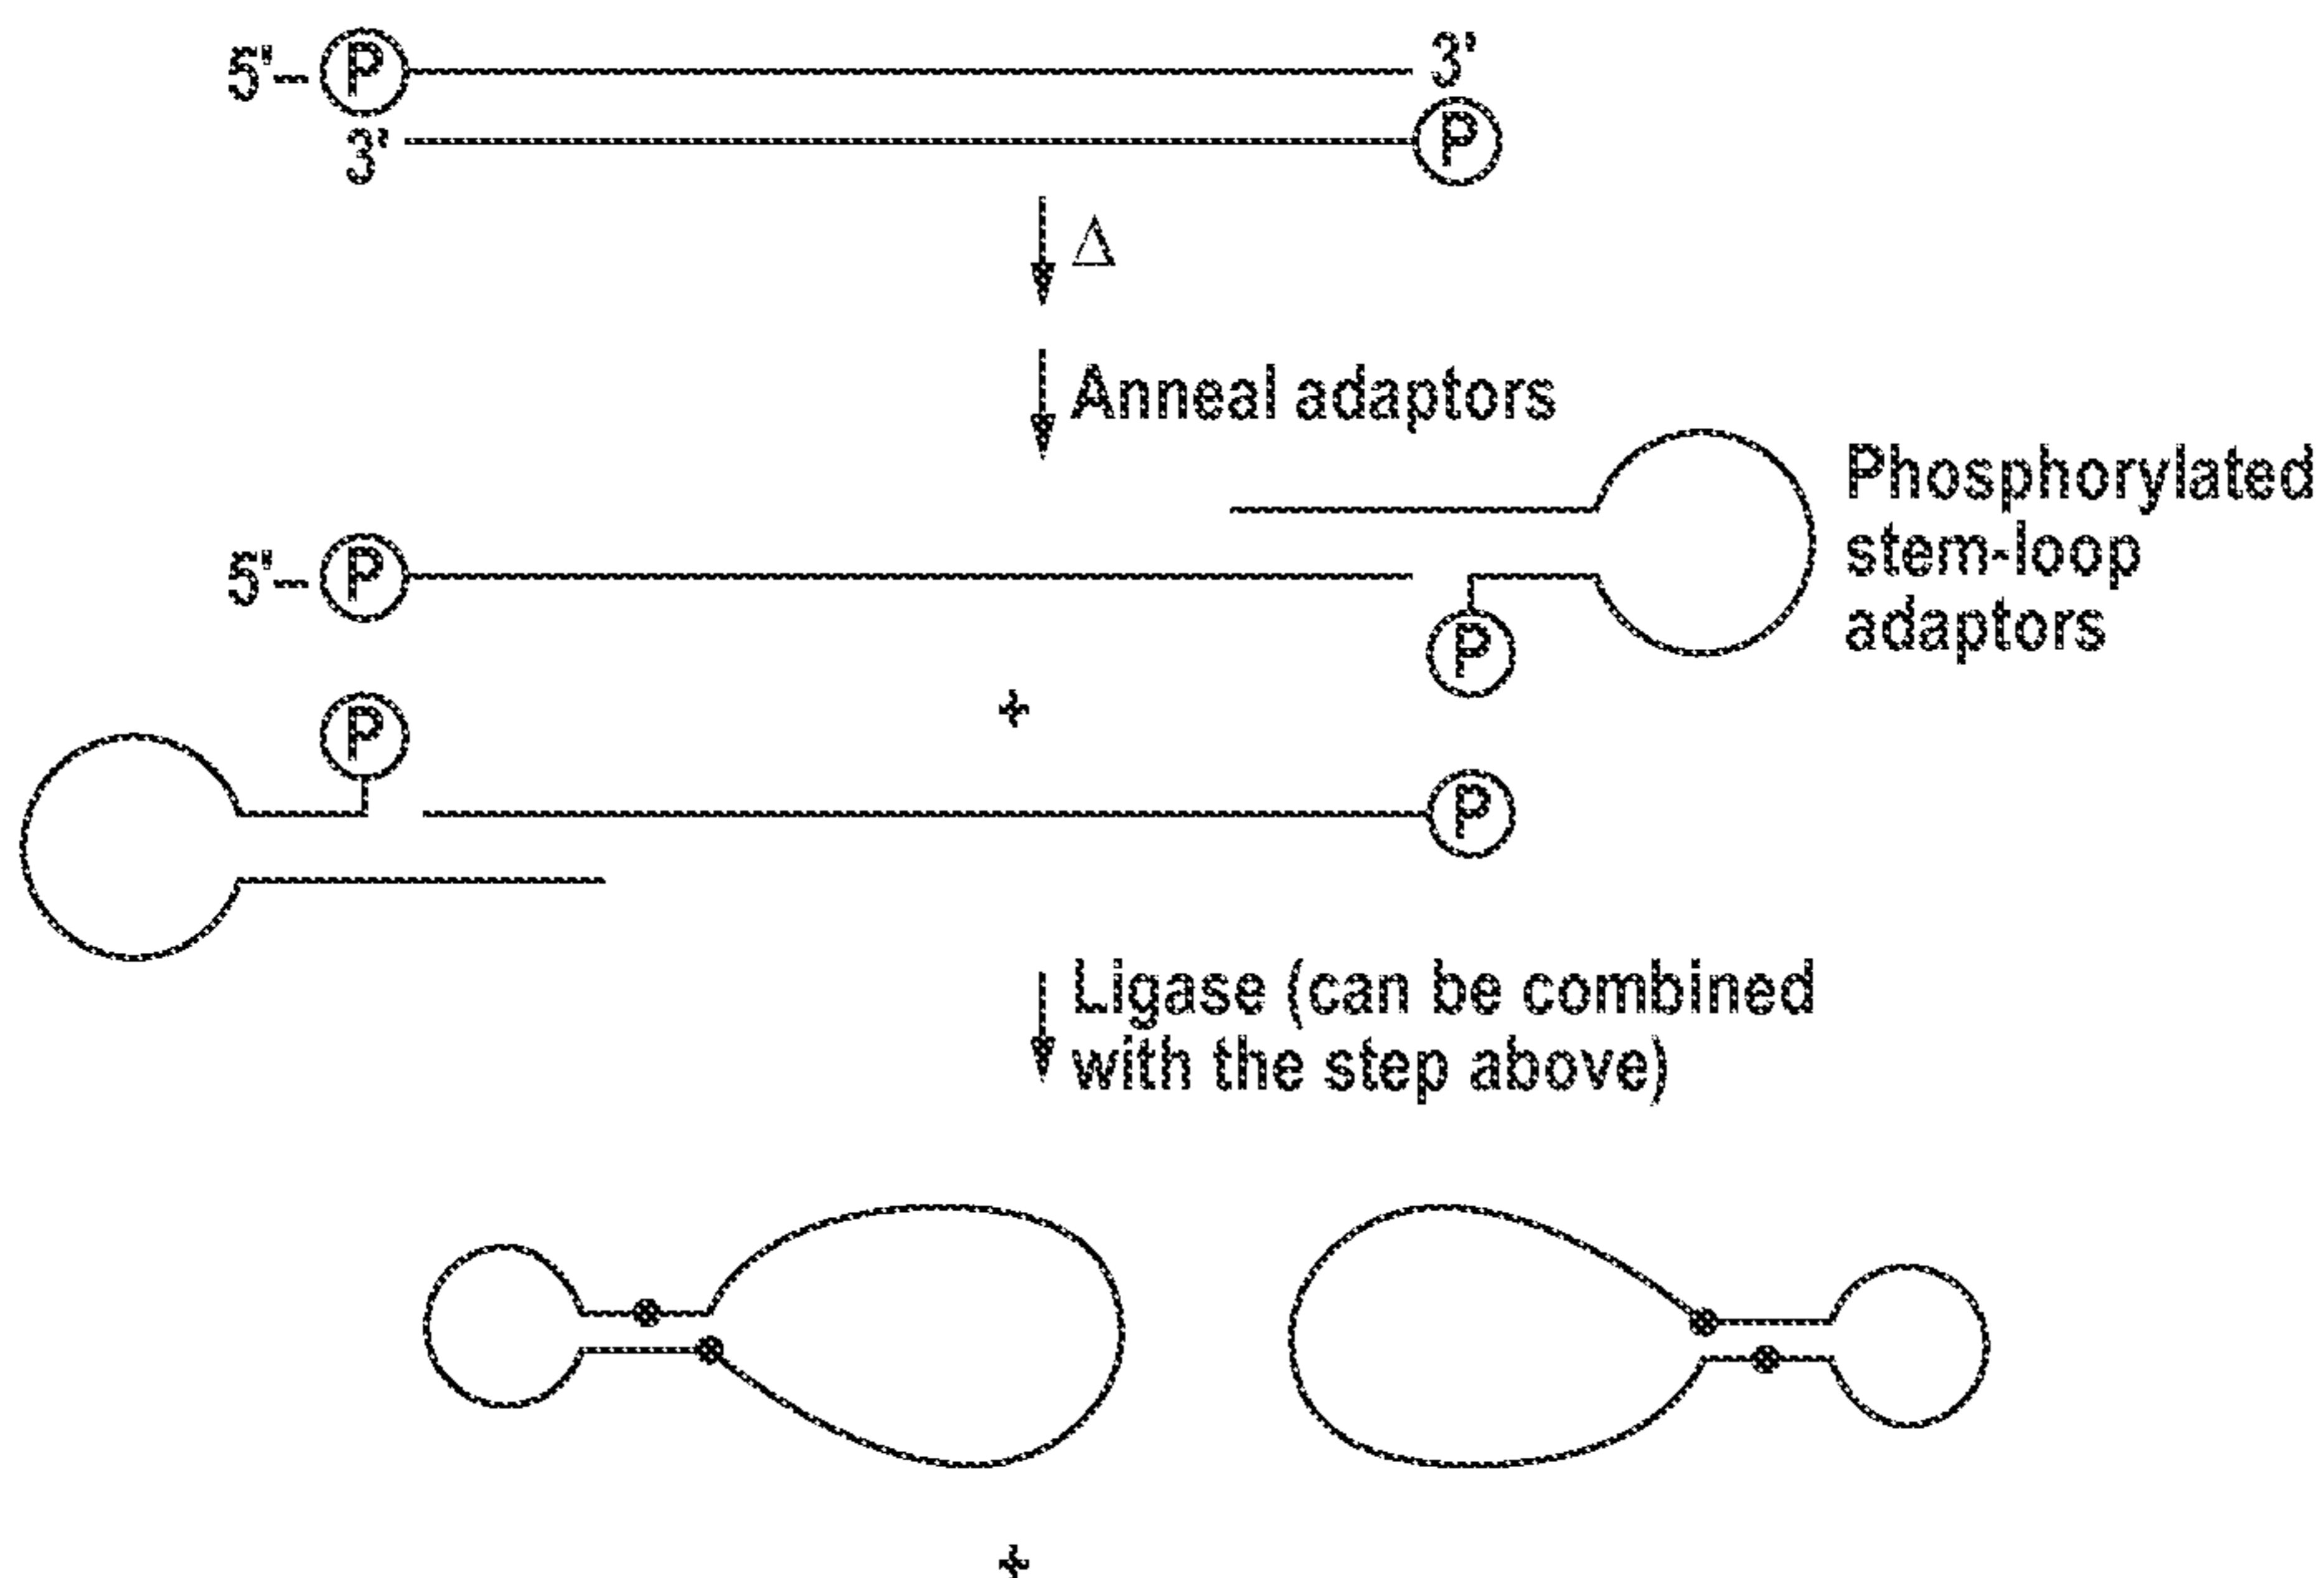 5'-- P 3'
3' P
Δ
Anneal adaptors
Phosphorylated
stem-loop
adaptors
5'-- P
P
+
P
P
Ligase (can be combined
with the step above)
+